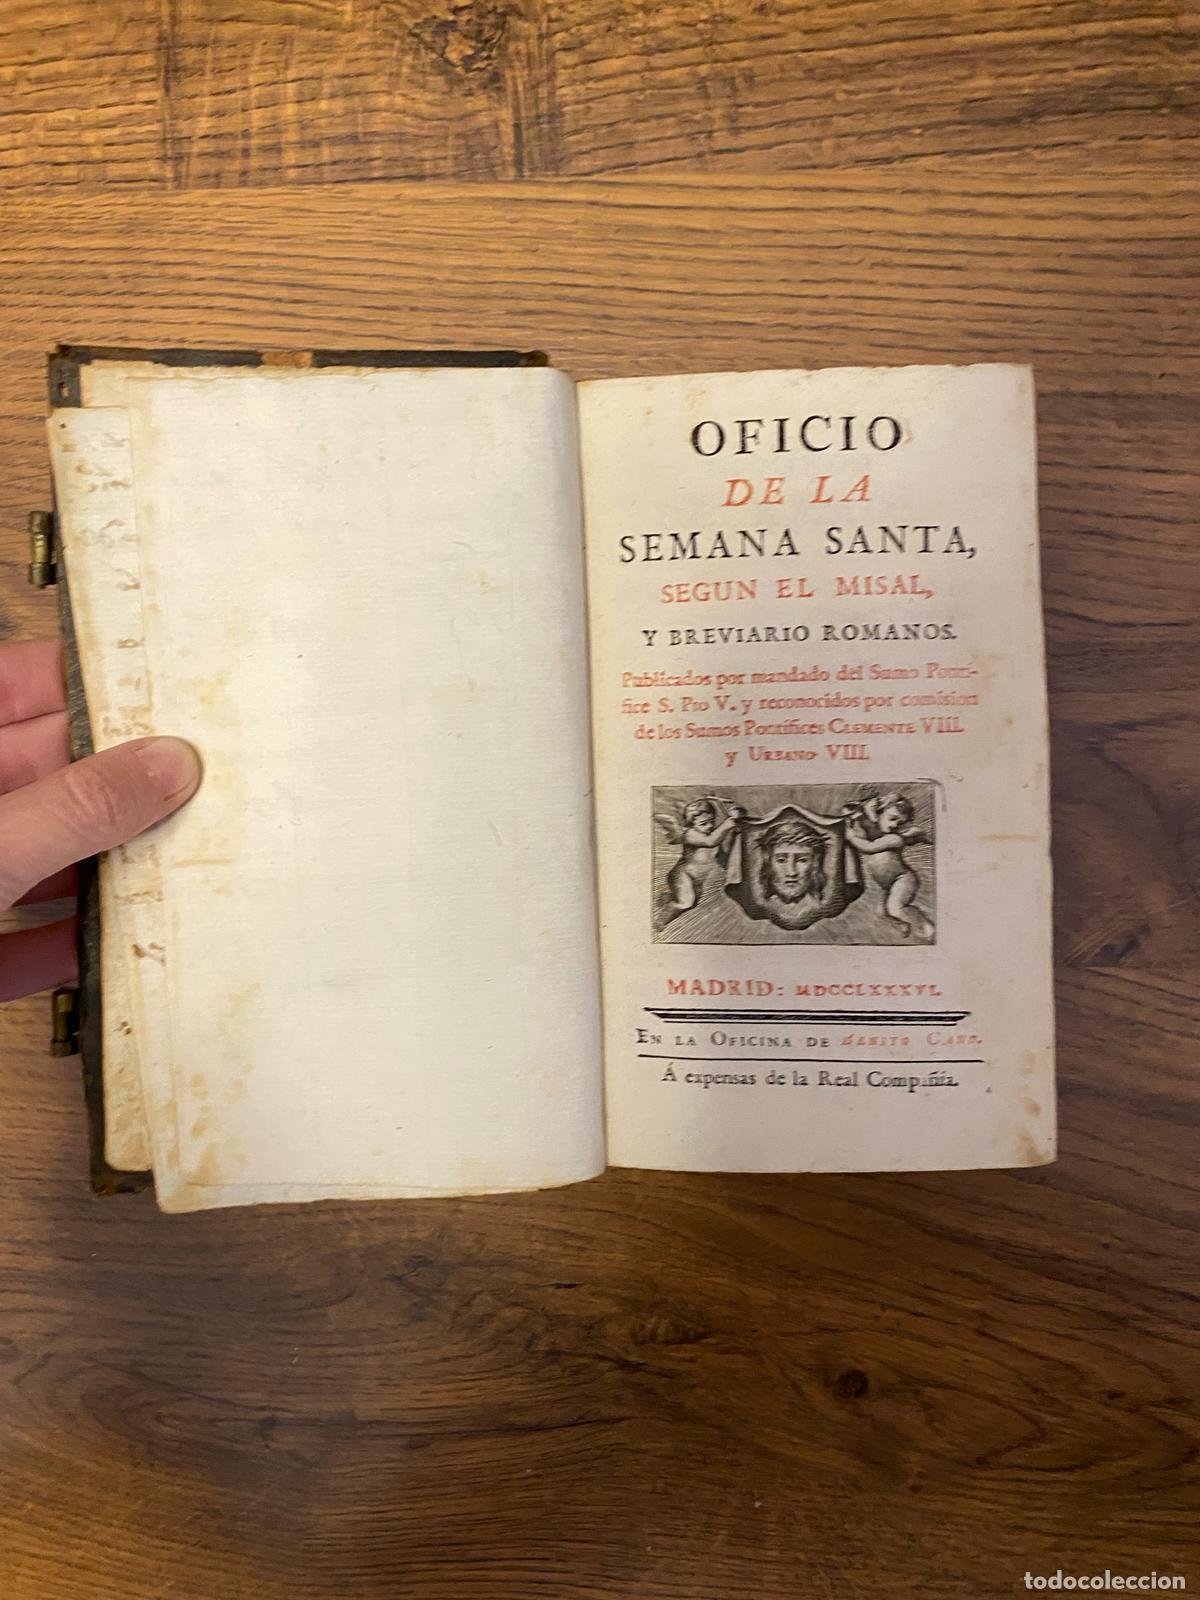 OFICIO
DE LA
SEMANA SANTA,
SEGUN EL MISAL,
Y BREVIARIO ROMANOS.
Publicados por mandado del Sumo Pontí-
fice S. Pio V. y reconocidos por comision
de los Sumos Pontífices CLEMENTE VIII.
y URBANO VIII.
MADRID: MDCCLXXXVI.
EN LA OFICINA DE BENITO CANO.
Á expensas de la Real Compañía.
todocoleccion